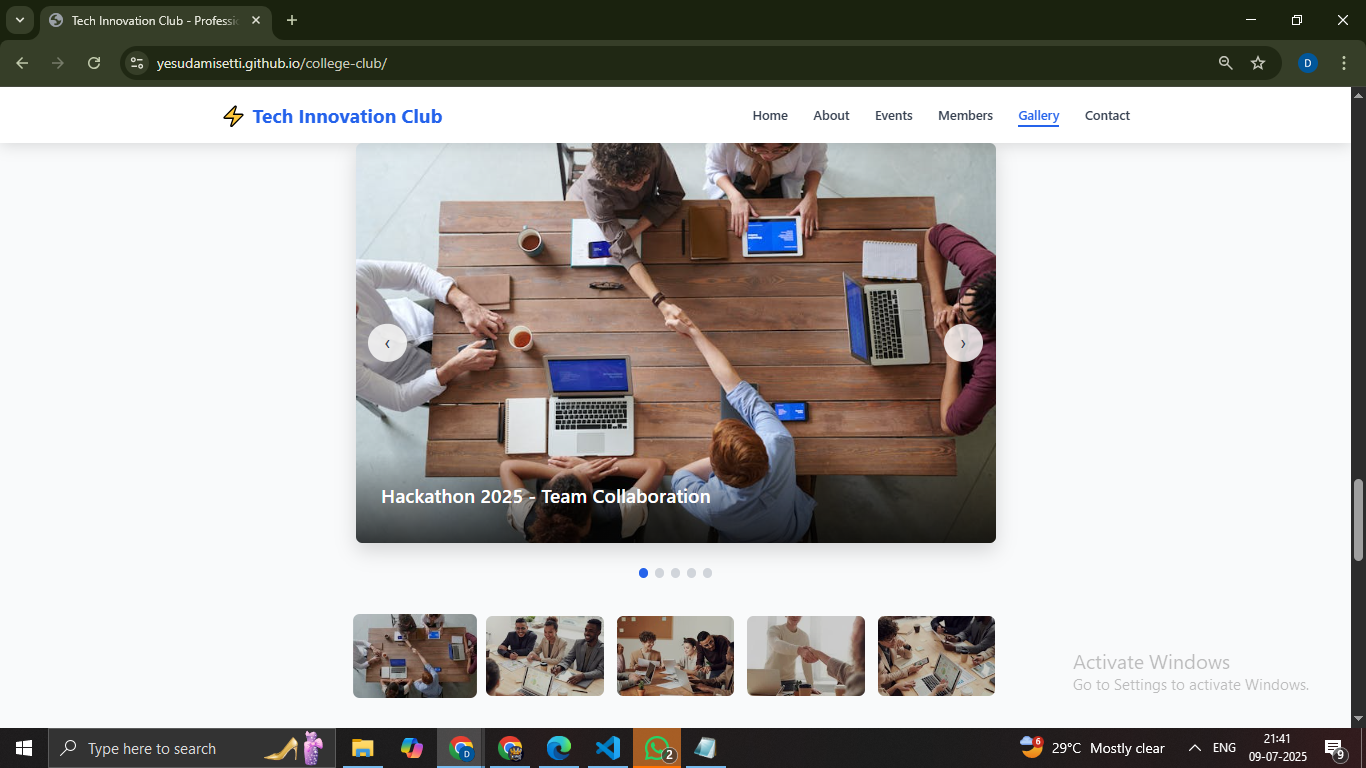 Tech Innovation Club - Professio
yesudamisetti.github.io/college-club/
D
Tech Innovation Club
Home
About
Events
Members
Gallery
Contact
Hackathon 2025 - Team Collaboration
Activate Windows
Go to Settings to activate Windows.
Type here to search
D
2
6
29°C Mostly clear
ENG
21:41
09-07-2025
9